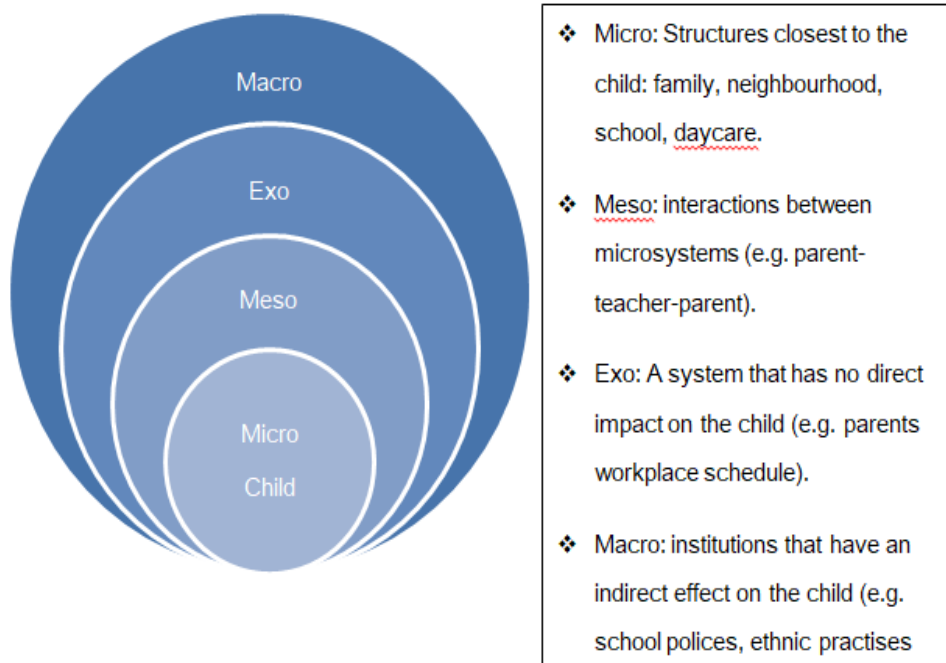 Macro
Exo
Meso
Micro
Child
❖ Micro: Structures closest to the
child: family, neighbourhood,
school, daycare.
❖ Meso: interactions between
microsystems (e.g. parent-
teacher-parent).
❖ Exo: A system that has no direct
impact on the child (e.g. parents
workplace schedule).
❖ Macro: institutions that have an
indirect effect on the child (e.g.
school polices, ethnic practises